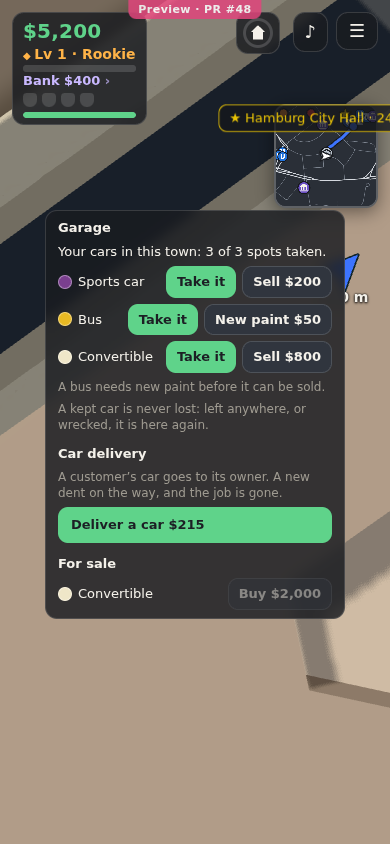 Preview · PR #48
$5,200
◆ Lv 1 · Rookie
Bank $400 ›
★ Hamburg City Hall · 24
m
Garage
Your cars in this town: 3 of 3 spots taken.
Sports car Take it Sell $200
Bus Take it New paint $50
Convertible Take it Sell $800
A bus needs new paint before it can be sold.
A kept car is never lost: left anywhere, or
wrecked, it is here again.
Car delivery
A customer’s car goes to its owner. A new
dent on the way, and the job is gone.
Deliver a car $215
For sale
Convertible Buy $2,000